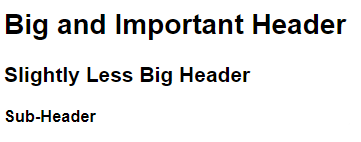 Big and Important Header
Slightly Less Big Header
Sub-Header